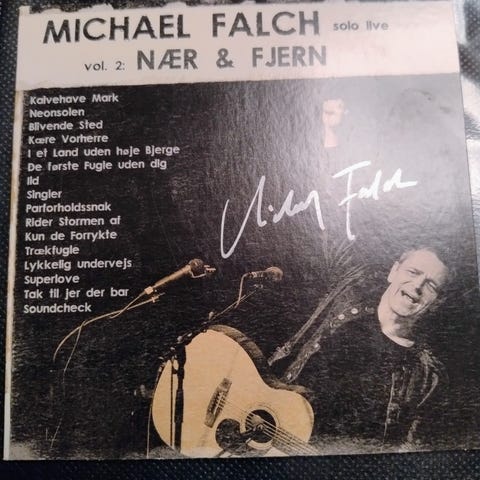 MICHAEL FALCH solo live
vol. 2: NÆR & FJERN
Kalvehave Mark
Neonsolen
Blivende Sted
Kære Vorherre
I et Land uden høje Bjerge
De første Fugle uden dig
Ild
Singler
Parforholdssnak
Rider Stormen af
Kun de Forrykte
Trækfugle
Lykkelig undervejs
Superlove
Tak til jer der bar
Soundcheck
Michael Falch